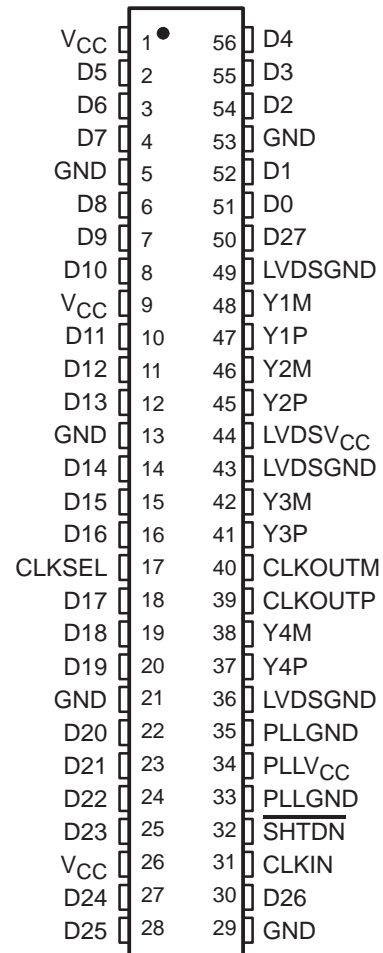 VCC 1 56 D4
D5 2 55 D3
D6 3 54 D2
D7 4 53 GND
GND 5 52 D1
D8 6 51 D0
D9 7 50 D27
D10 8 49 LVDSGND
VCC 9 48 Y1M
D11 10 47 Y1P
D12 11 46 Y2M
D13 12 45 Y2P
GND 13 44 LVDSVCC
D14 14 43 LVDSGND
D15 15 42 Y3M
D16 16 41 Y3P
CLKSEL 17 40 CLKOUTM
D17 18 39 CLKOUTP
D18 19 38 Y4M
D19 20 37 Y4P
GND 21 36 LVDSGND
D20 22 35 PLLGND
D21 23 34 PLLVCC
D22 24 33 PLLGND
D23 25 32 SHTDN
VCC 26 31 CLKIN
D24 27 30 D26
D25 28 29 GND